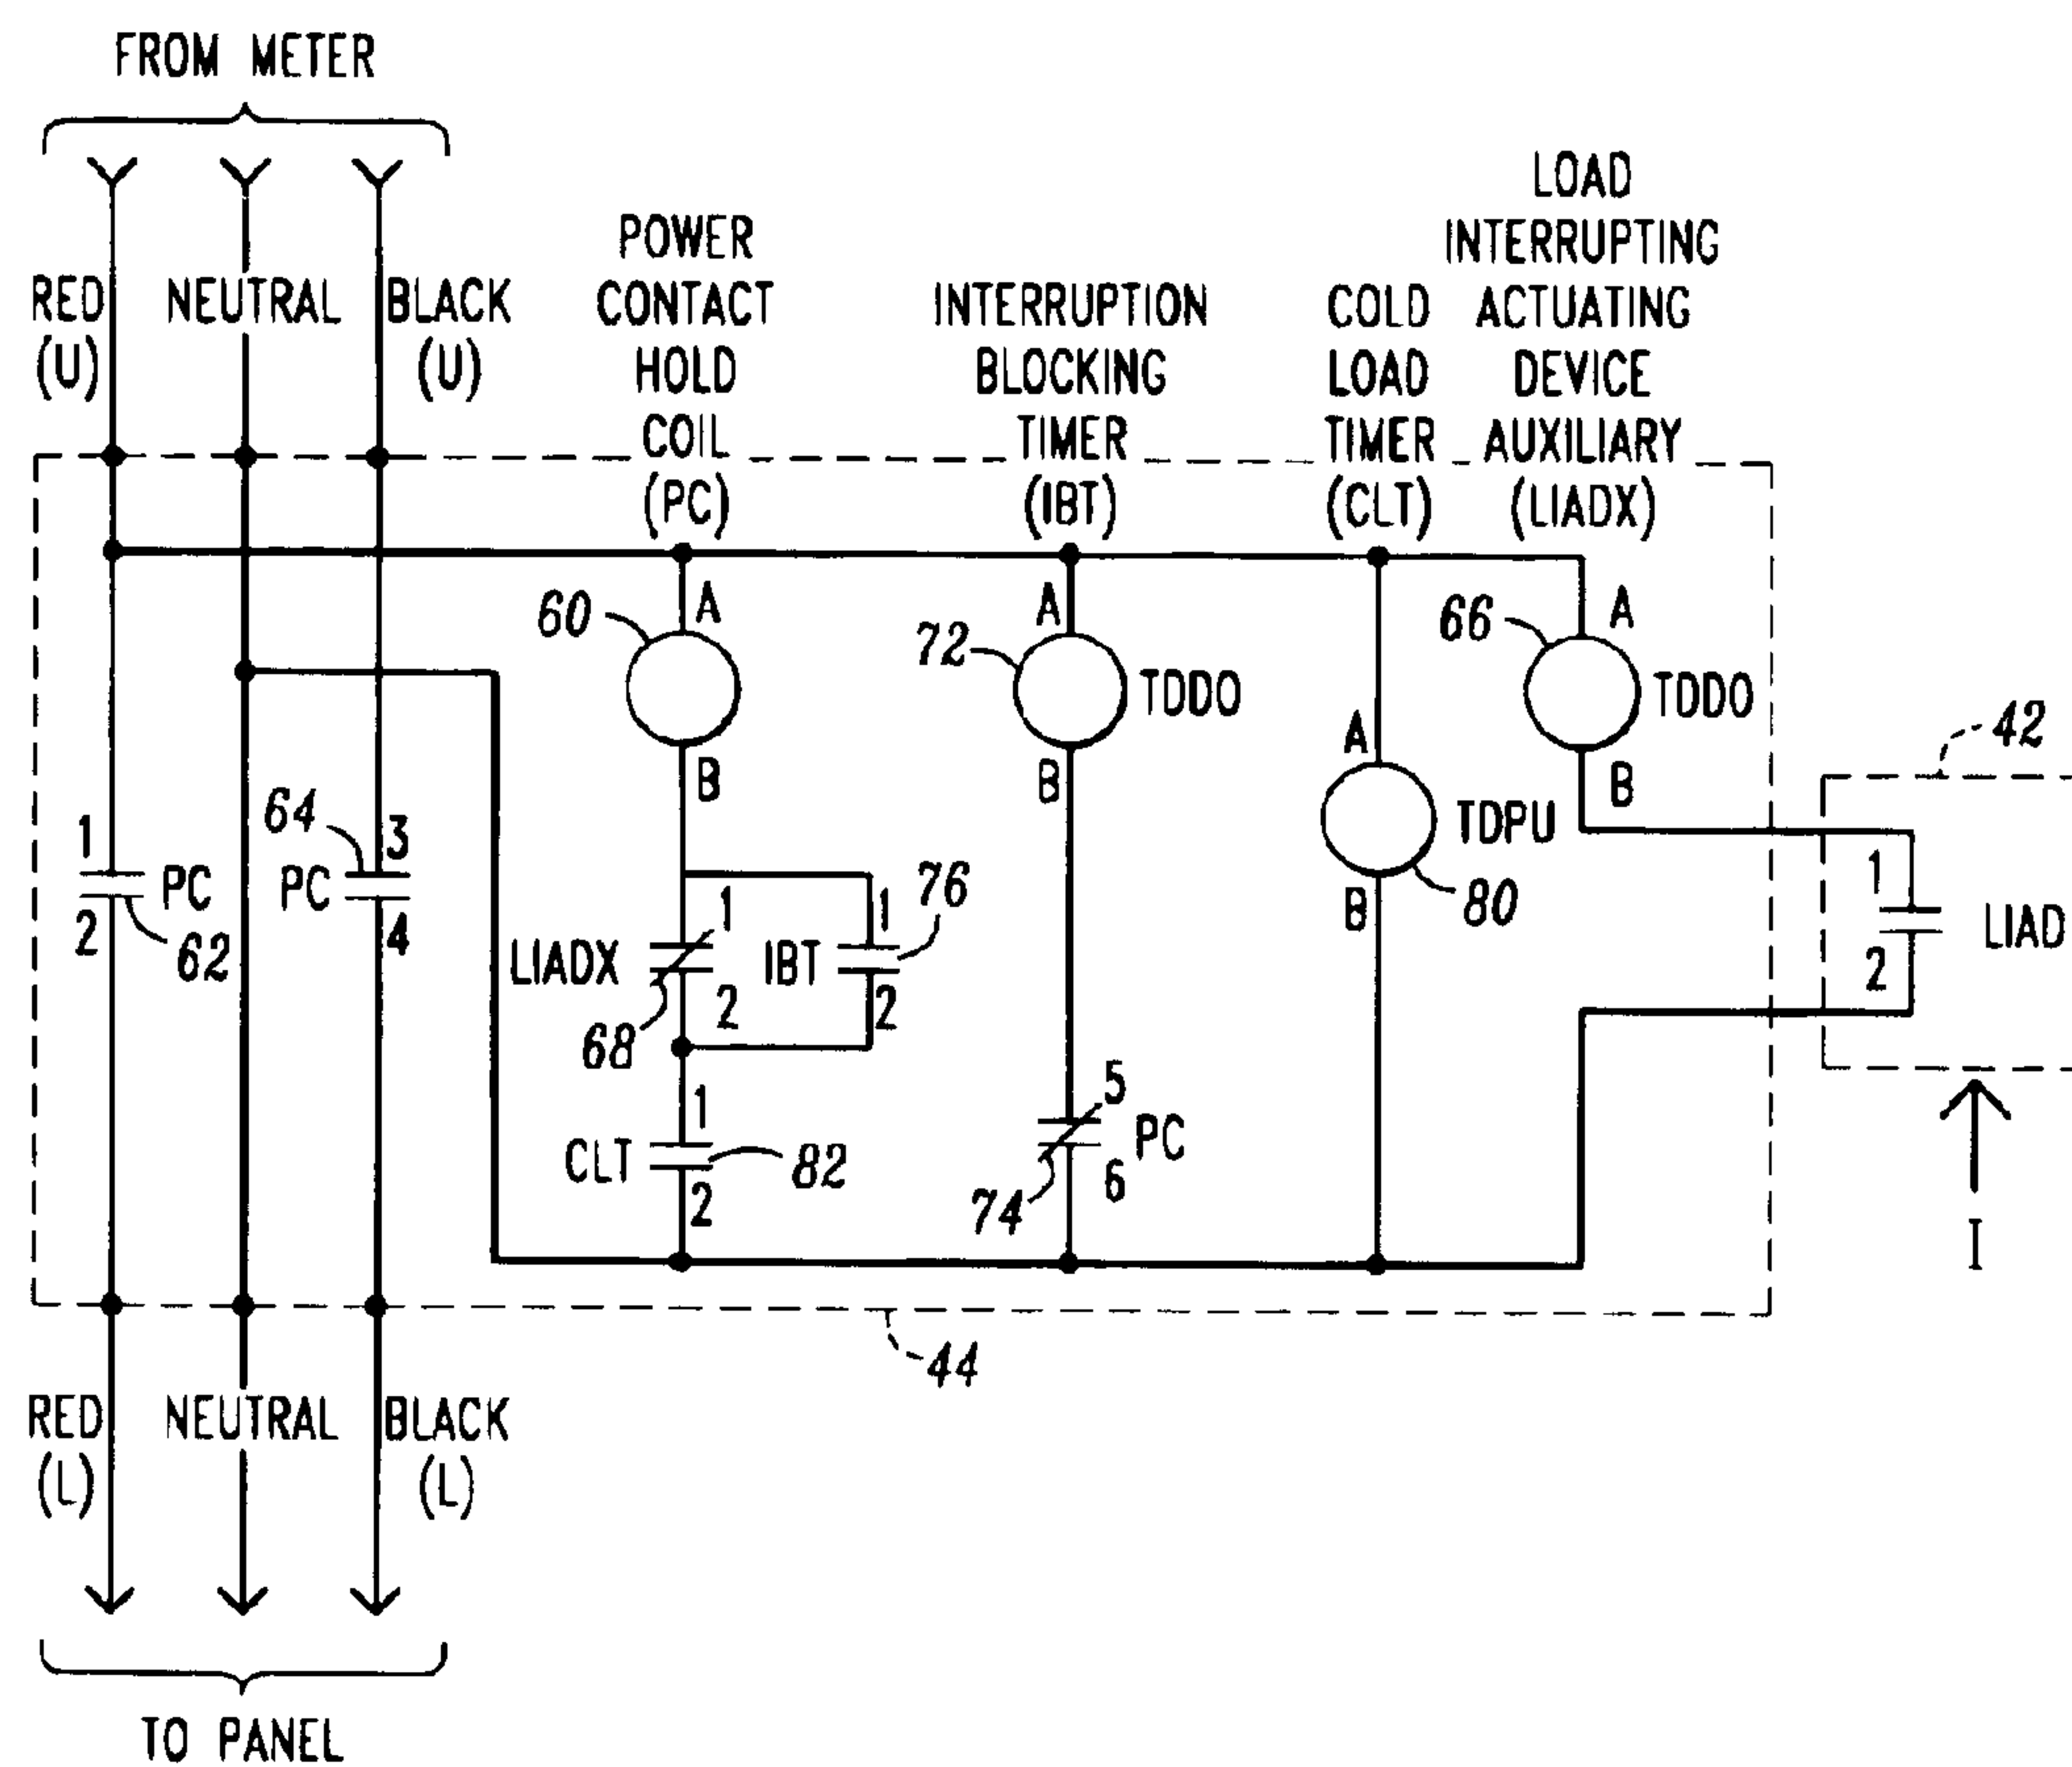 FROM METER
RED
(U)
NEUTRAL
BLACK
(U)
POWER
CONTACT
HOLD
COIL
(PC)
INTERRUPTION
BLOCKING
TIMER
(IBT)
COLD
LOAD
TIMER
(CLT)
LOAD
INTERRUPTING
ACTUATING
DEVICE
AUXILIARY
(LIADX)
60
A
B
72
A
TDDO
B
66
A
TDDO
B
A
TDPU
80
B
42
1
PC
2
62
64
3
PC
4
1
LIADX
2
68
1
IBT
76
2
1
CLT
82
2
5
PC
6
74
1
LIAD
2
I
44
RED
(L)
NEUTRAL
BLACK
(L)
TO PANEL